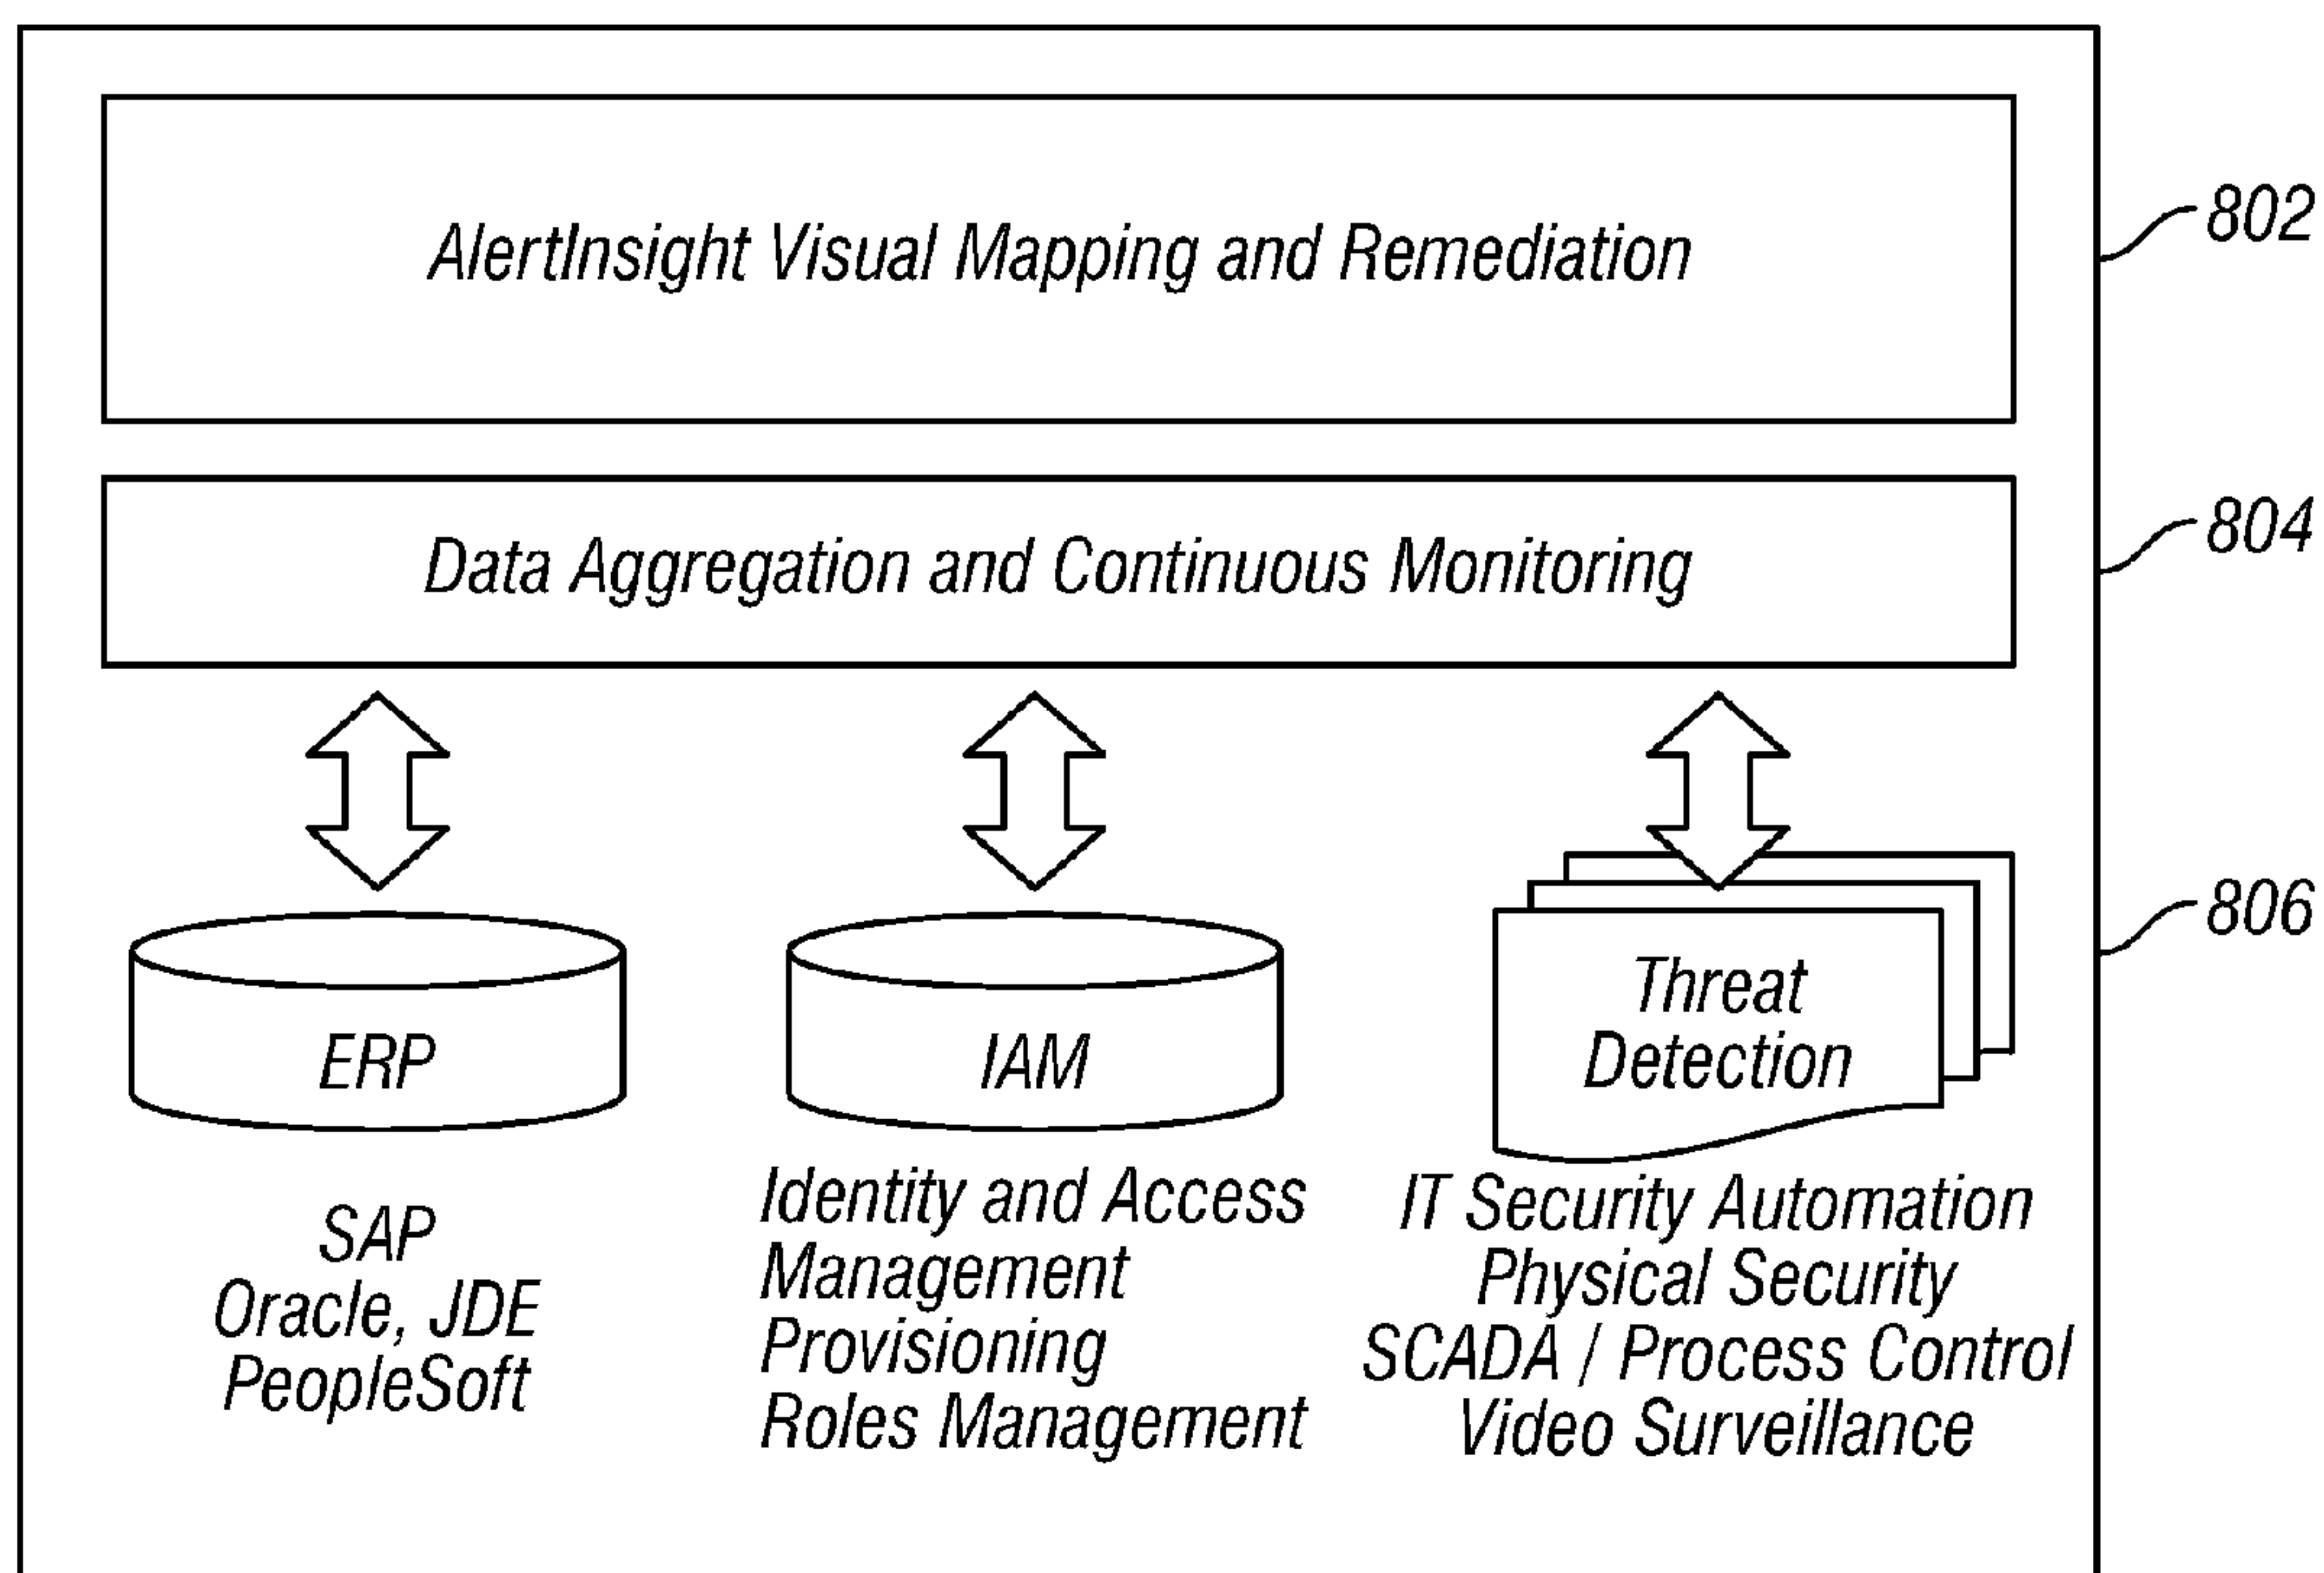 AlertInsight Visual Mapping and Remediation
802
Data Aggregation and Continuous Monitoring
804
806
ERP
IAM
Threat
Detection
SAP
Oracle, JDE
PeopleSoft
Identity and Access
Management
Provisioning
Roles Management
IT Security Automation
Physical Security
SCADA / Process Control
Video Surveillance